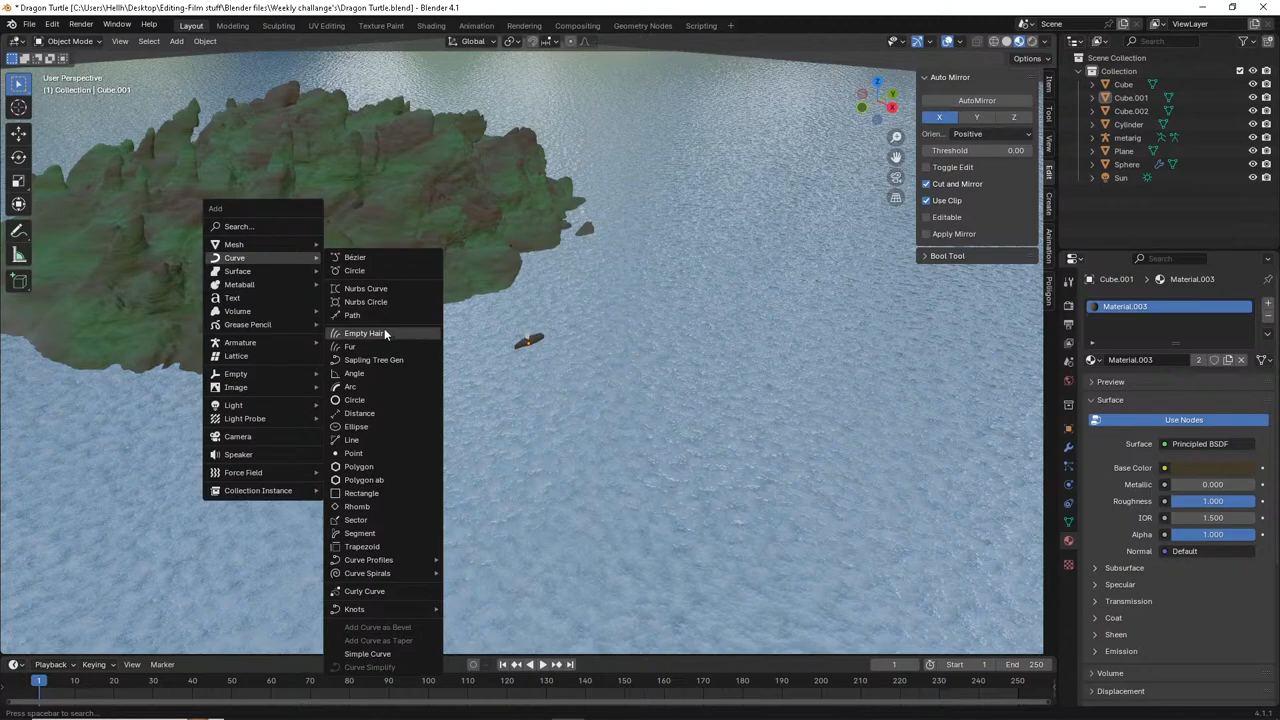 * Dragon Turtle [C:\Users\Hellh\Desktop\Editing-Film stuff\Blender files\Weekly challange's\Dragon Turtle.blend] - Blender 4.1
File Edit Render Window Help Layout Modeling Sculpting UV Editing Texture Paint Shading Animation Rendering Compositing Geometry Nodes Scripting + Scene ViewLayer
Object Mode View Select Add Object Global Search
Options
User Perspective
(1) Collection | Cube.001
Scene Collection
Collection
Cube
Cube.001
Cube.002
Cylinder
metarig
Plane
Sphere
Sun
Auto Mirror
AutoMirror
X Y Z
Orien... Positive
Threshold 0.00
Toggle Edit
Cut and Mirror
Use Clip
Editable
Apply Mirror
Bool Tool
Item
Tool
View
Edit
Create
Animation
Poliigon
X Y Z
Add
Search...
Mesh
Curve
Surface
Metaball
Text
Volume
Grease Pencil
Armature
Lattice
Empty
Image
Light
Light Probe
Camera
Speaker
Force Field
Collection Instance
Bézier
Circle
Nurbs Curve
Nurbs Circle
Path
Empty Hair
Fur
Sapling Tree Gen
Angle
Arc
Circle
Distance
Ellipse
Line
Point
Polygon
Polygon ab
Rectangle
Rhomb
Sector
Segment
Trapezoid
Curve Profiles
Curve Spirals
Curly Curve
Knots
Add Curve as Bevel
Add Curve as Taper
Simple Curve
Curve Simplify
Search
Cube.001 Material.003
Material.003
Material.003 2
Preview
Surface
Use Nodes
Surface Principled BSDF
Base Color
Metallic 0.000
Roughness 1.000
IOR 1.500
Alpha 1.000
Normal Default
Subsurface
Specular
Transmission
Coat
Sheen
Emission
Volume
Displacement
Playback Keying View Marker 1 Start 1 End 250
1 10 20 30 40 50 60 70 80 90 100 110 120 130 140 150 160 170 180 190 200 210 220 230 240 250
Press spacebar to search... 4.1.1